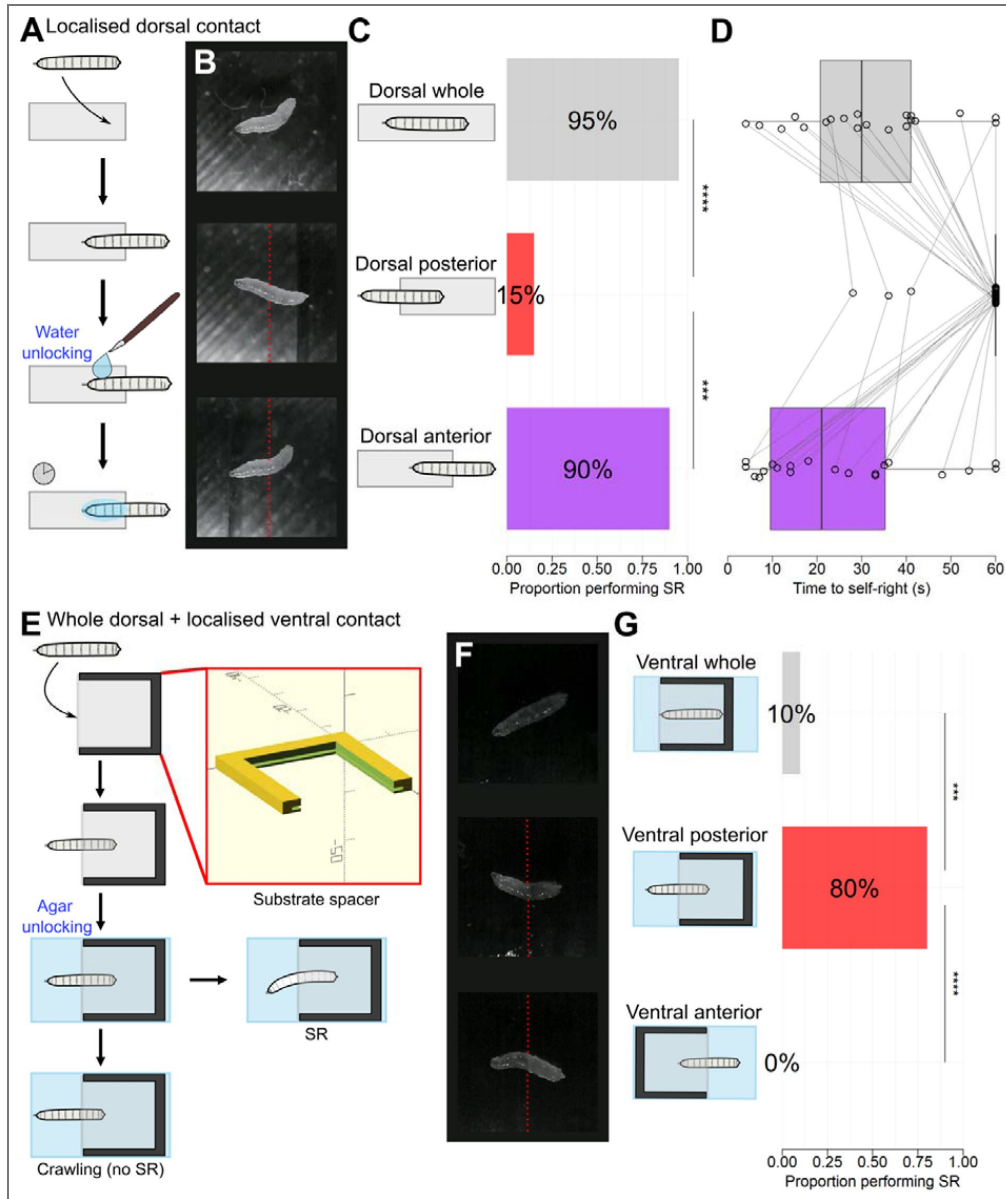 A Localised dorsal contact
Water
unlocking
B
C
Dorsal whole
95%
Dorsal posterior
15%
Dorsal anterior
90%
****
***
0.00 0.25 0.50 0.75 1.00
Proportion performing SR
D
0 10 20 30 40 50 60
Time to self-right (s)
E Whole dorsal + localised ventral contact
Substrate spacer
Agar
unlocking
SR
Crawling (no SR)
F
G
Ventral whole
10%
Ventral posterior
80%
Ventral anterior
0%
***
****
0.00 0.25 0.50 0.75 1.00
Proportion performing SR